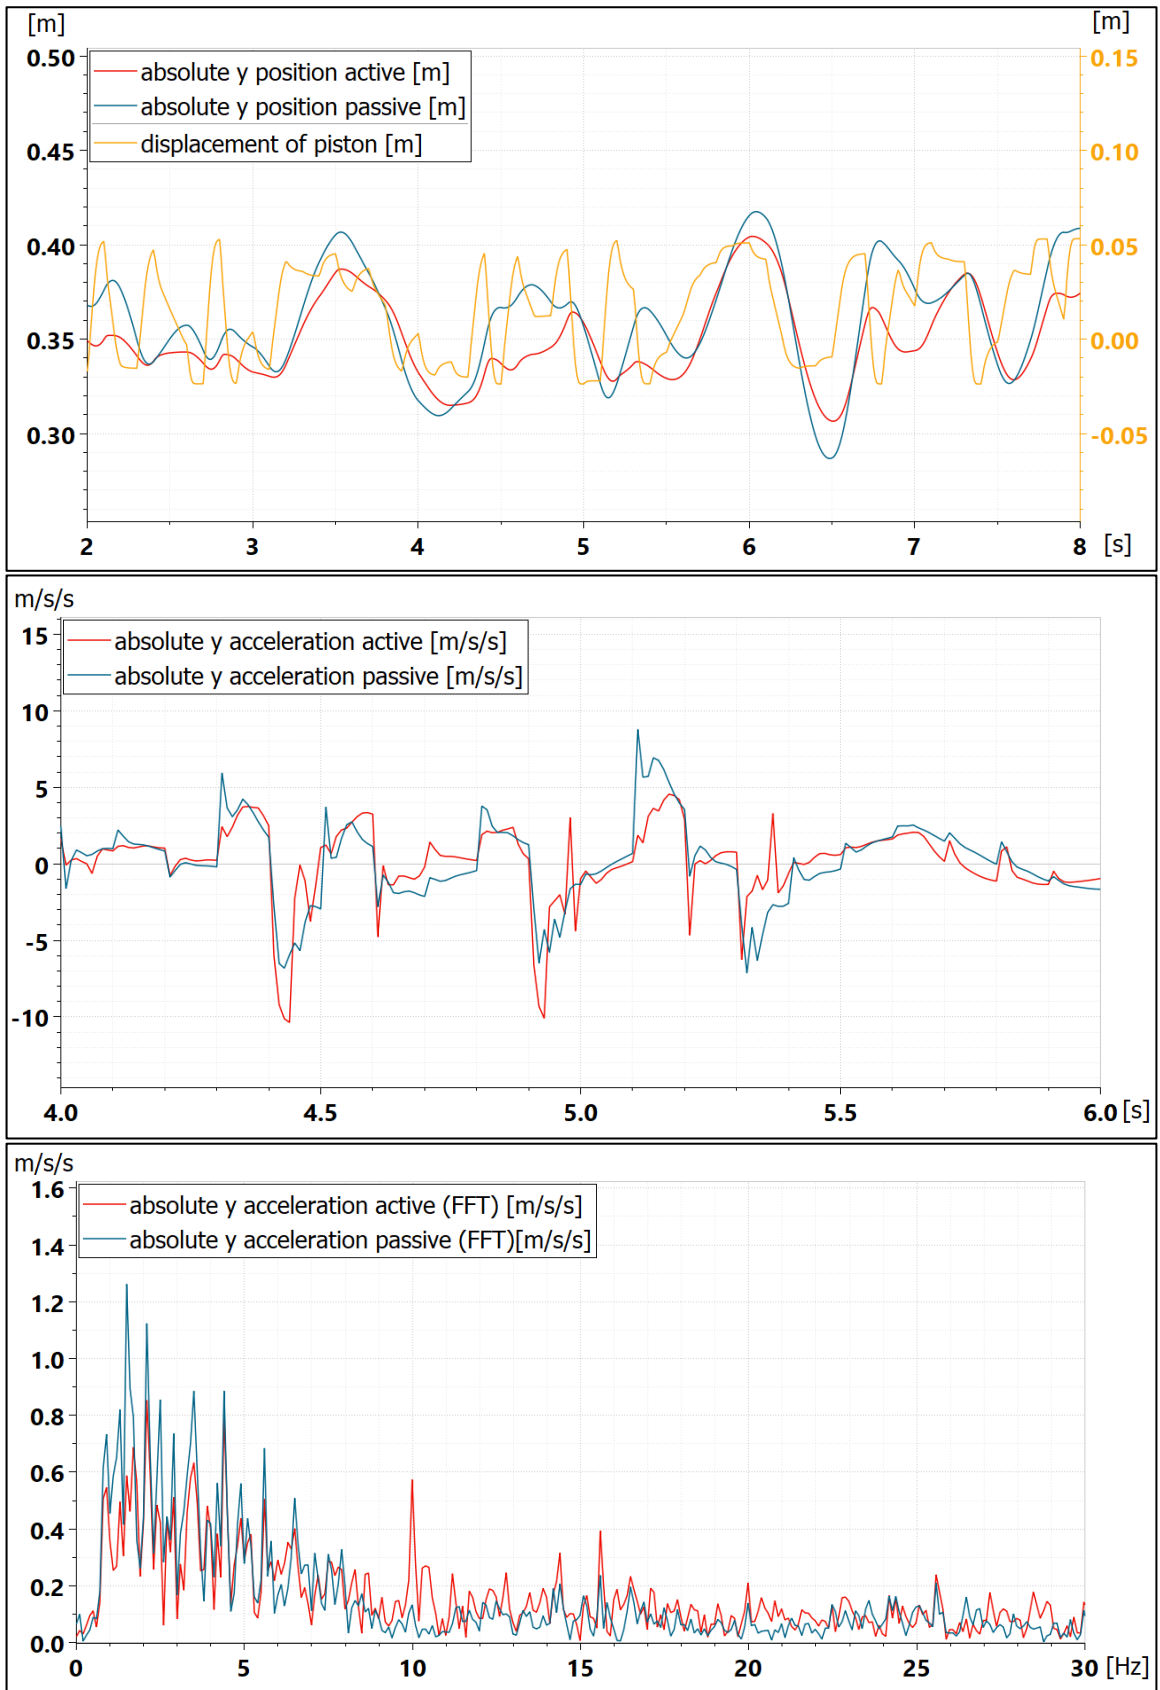 [m]
[m]
0.50
0.15
absolute y position active [m]
absolute y position passive [m]
displacement of piston [m]
0.45
0.10
0.40
0.05
0.35
0.00
0.30
-0.05
2 3 4 5 6 7 8 [s]
m/s/s
15
absolute y acceleration active [m/s/s]
absolute y acceleration passive [m/s/s]
10
5
0
-5
-10
4.0 4.5 5.0 5.5 6.0 [s]
m/s/s
1.6
absolute y acceleration active (FFT) [m/s/s]
absolute y acceleration passive (FFT)[m/s/s]
1.4
1.2
1.0
0.8
0.6
0.4
0.2
0.0
0 5 10 15 20 25 30 [Hz]